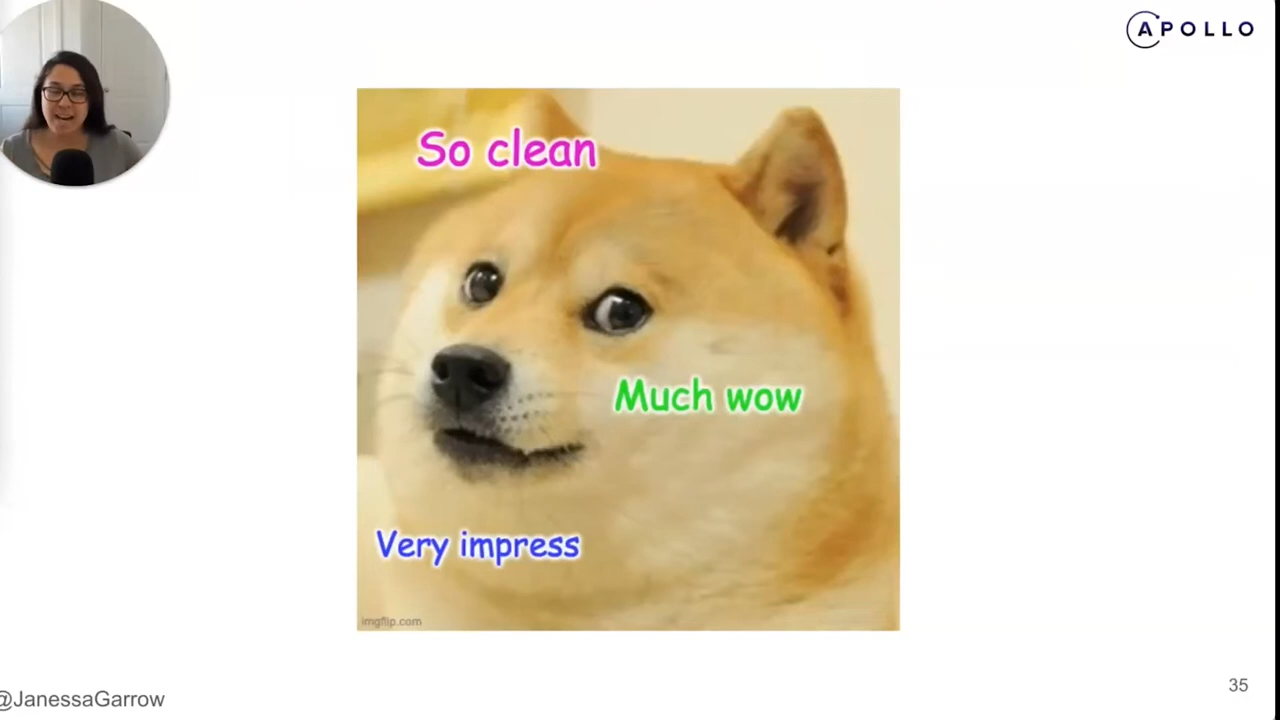 APOLLO
So clean
Much wow
Very impress
imgflip.com
@JanessaGarrow
35